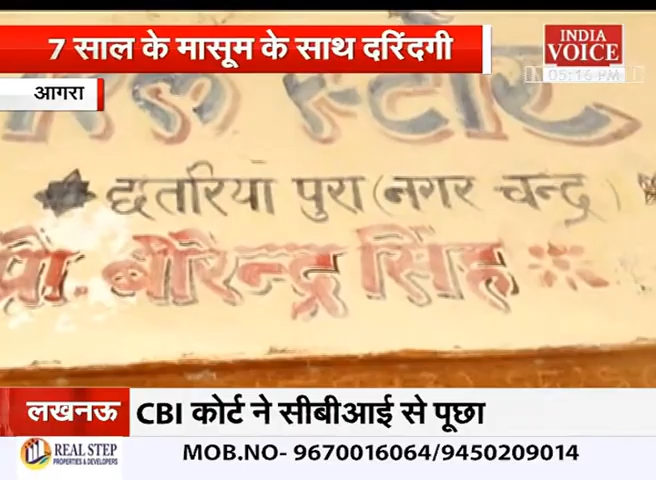 7 साल के मासूम के साथ दरिंदगी
INDIA
VOICE
05:16 PM
आगरा
स्टोर
छतरिया पुरा (नगर चन्द्र)
प्रो. बीरेन्द्र सिंह
लखनऊ CBI कोर्ट ने सीबीआई से पूछा
REAL STEP
PROPERTIES & DEVELOPERS
MOB.NO- 9670016064/9450209014